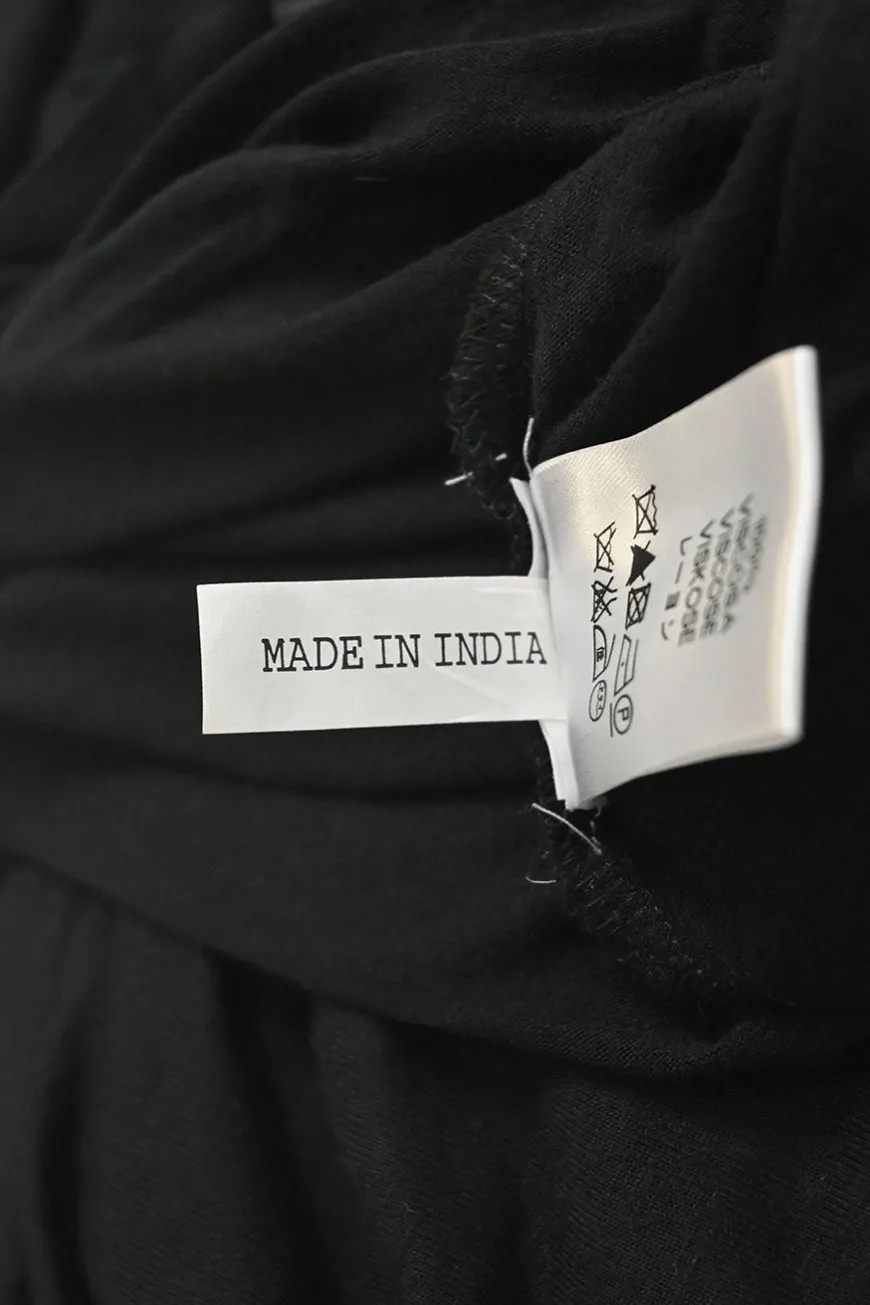 MADE IN INDIA
100%
VISCOSA
VISCOSE
VISKOSE
レーヨン
P